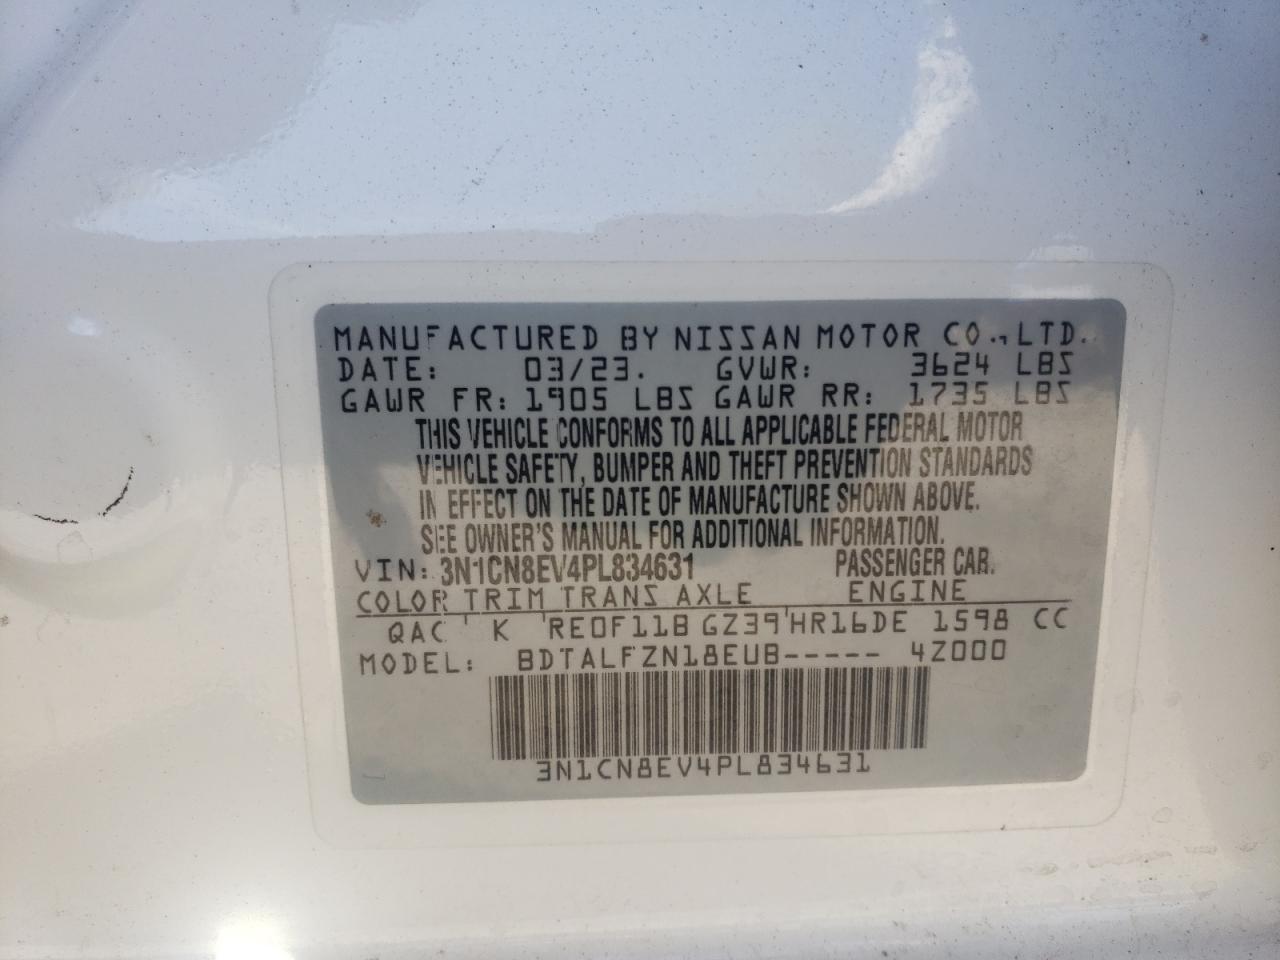 MANUFACTURED BY NISSAN MOTOR CO., LTD.
DATE: 03/23. GVWR: 3624 LBS
GAWR FR: 1905 LBS GAWR RR: 1735 LBS
THIS VEHICLE CONFORMS TO ALL APPLICABLE FEDERAL MOTOR
VEHICLE SAFETY, BUMPER AND THEFT PREVENTION STANDARDS
IN EFFECT ON THE DATE OF MANUFACTURE SHOWN ABOVE.
SEE OWNER'S MANUAL FOR ADDITIONAL INFORMATION.
VIN: 3N1CN8EV4PL834631 PASSENGER CAR.
COLOR TRIM TRANS AXLE ENGINE
QAC ' K 'RE0F11B GZ39'HR16DE 1598 CC
MODEL: BDTALFZN18EUB----- 4Z000
3N1CN8EV4PL834631